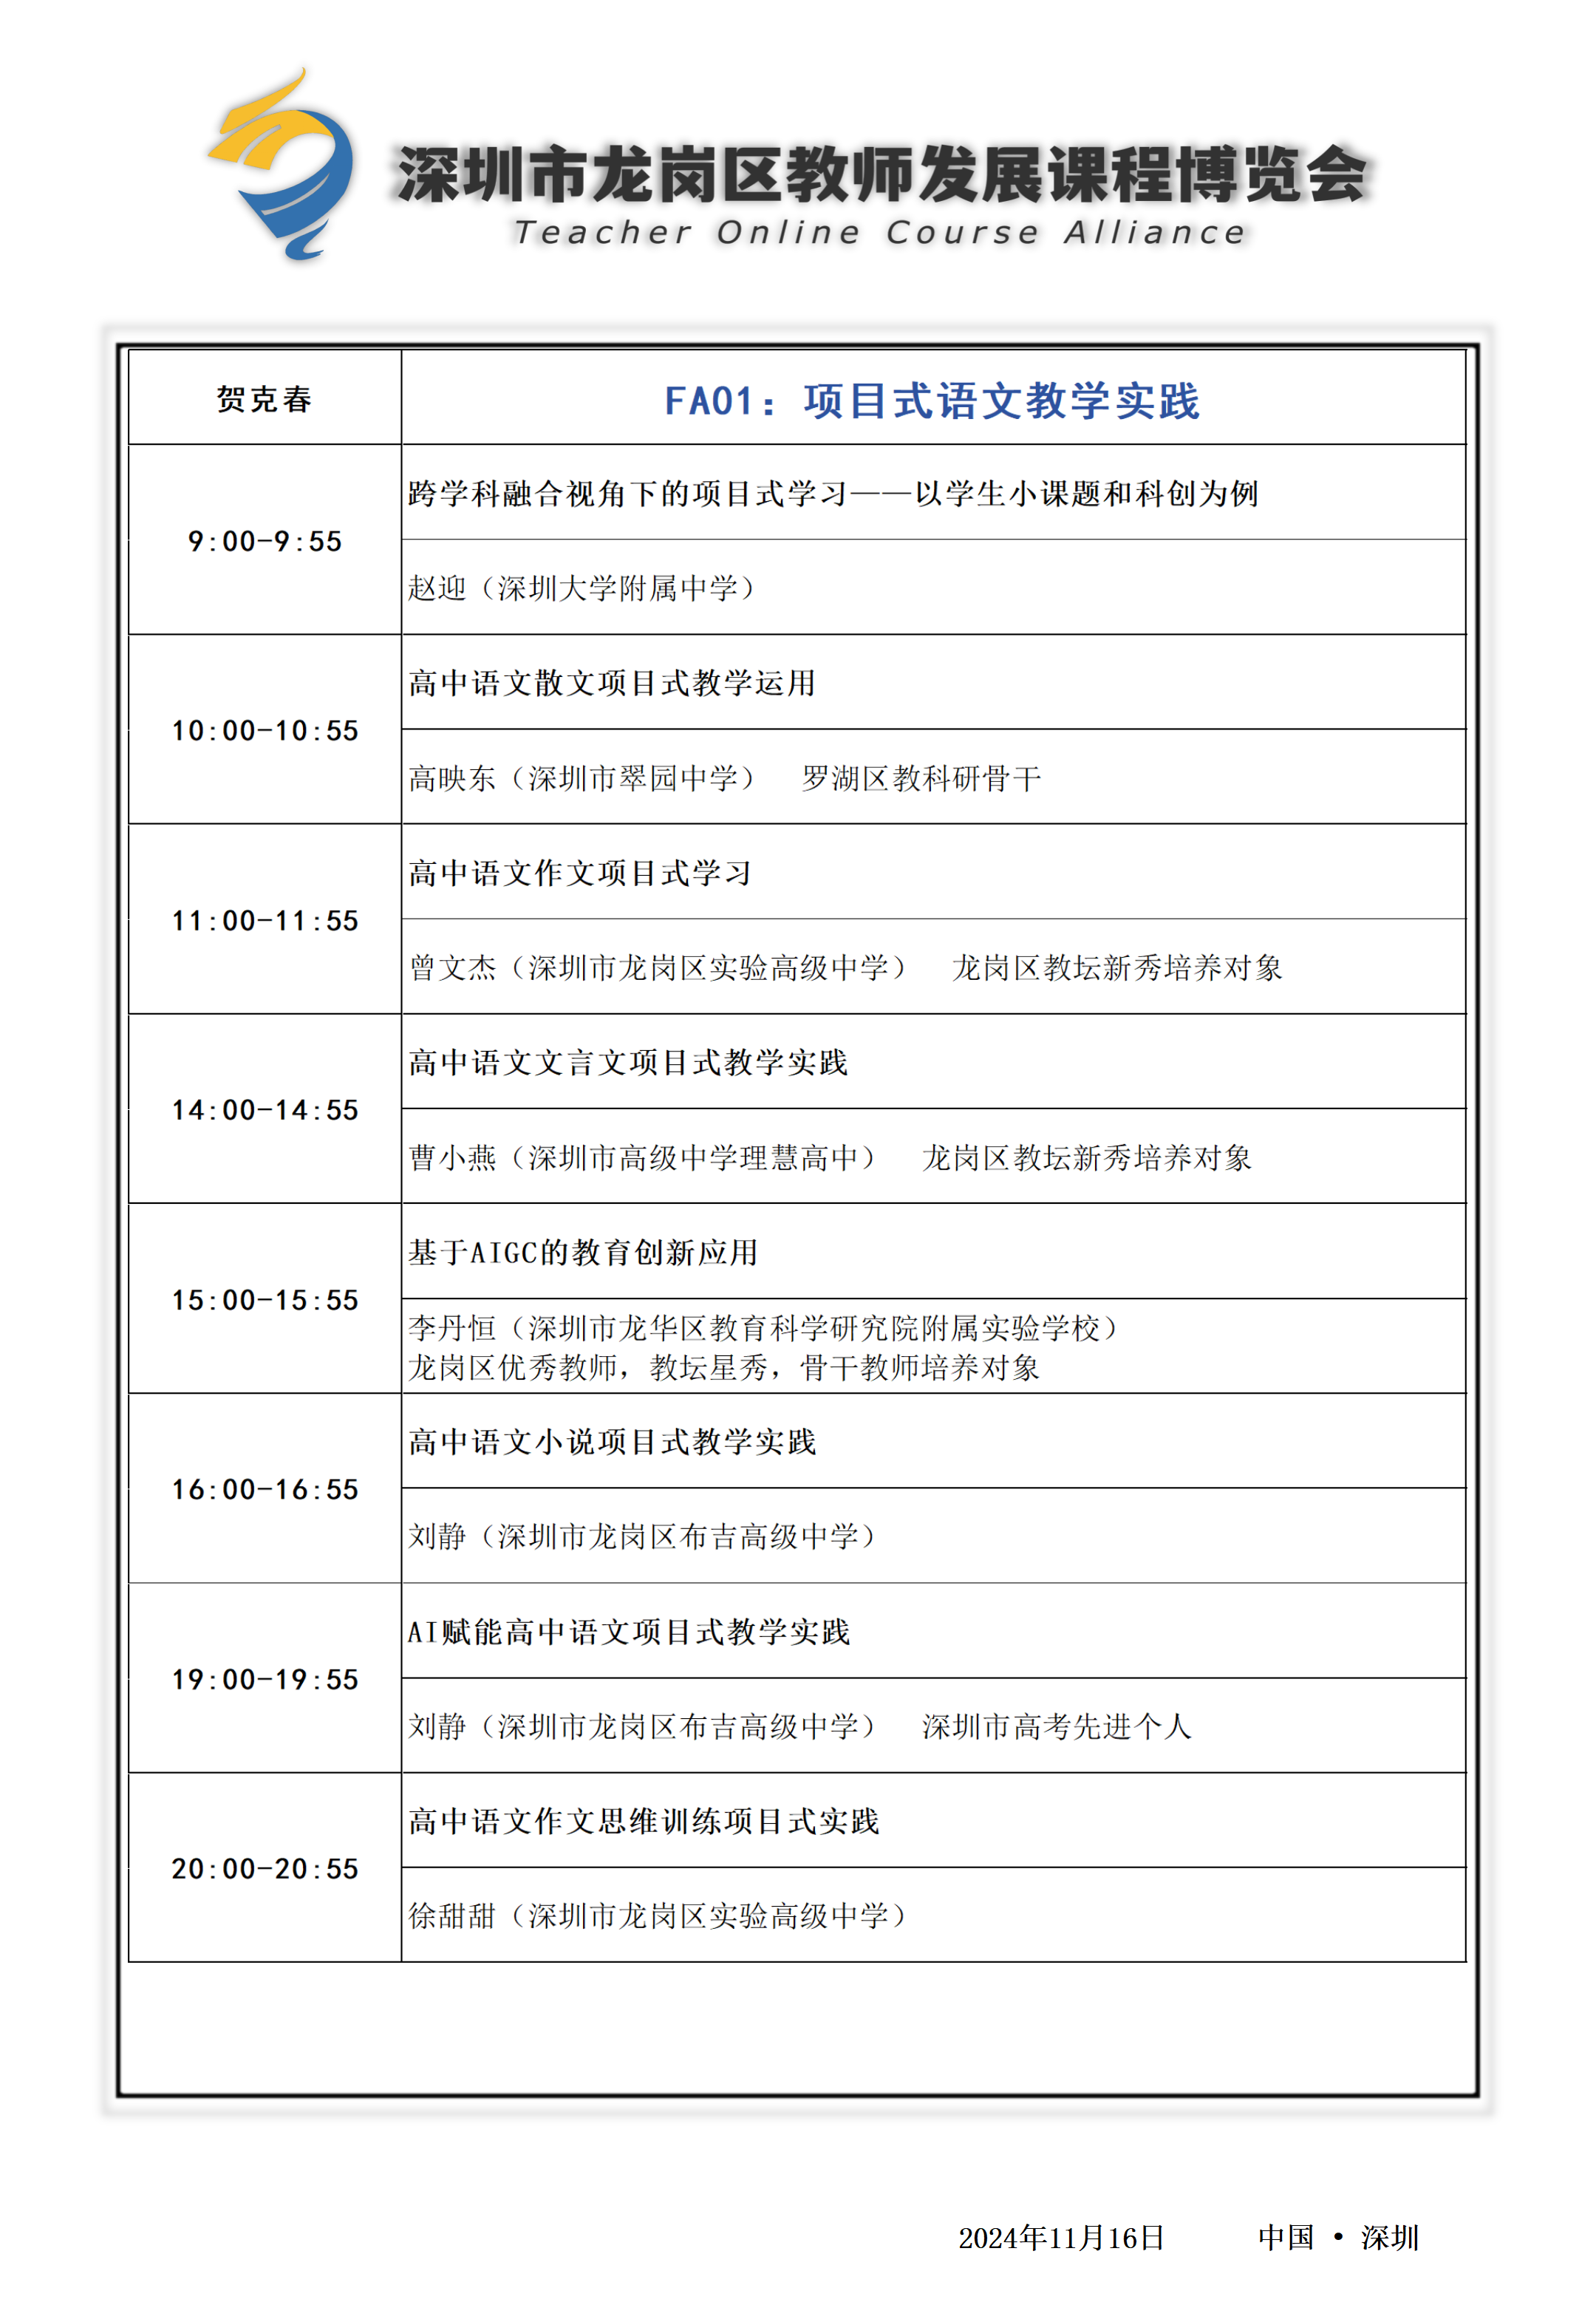 深圳市龙岗区教师发展课程博览会
Teacher Online Course Alliance
贺克春
FA01：项目式语文教学实践
9:00-9:55
跨学科融合视角下的项目式学习——以学生小课题和科创为例
赵迎（深圳大学附属中学）
10:00-10:55
高中语文散文项目式教学运用
高映东（深圳市翠园中学） 罗湖区教科研骨干
11:00-11:55
高中语文作文项目式学习
曾文杰（深圳市龙岗区实验高级中学） 龙岗区教坛新秀培养对象
14:00-14:55
高中语文文言文项目式教学实践
曹小燕（深圳市高级中学理慧高中） 龙岗区教坛新秀培养对象
15:00-15:55
基于AIGC的教育创新应用
李丹恒（深圳市龙华区教育科学研究院附属实验学校）
龙岗区优秀教师，教坛星秀，骨干教师培养对象
16:00-16:55
高中语文小说项目式教学实践
刘静（深圳市龙岗区布吉高级中学）
19:00-19:55
AI赋能高中语文项目式教学实践
刘静（深圳市龙岗区布吉高级中学） 深圳市高考先进个人
20:00-20:55
高中语文作文思维训练项目式实践
徐甜甜（深圳市龙岗区实验高级中学）
2024年11月16日 中国 • 深圳